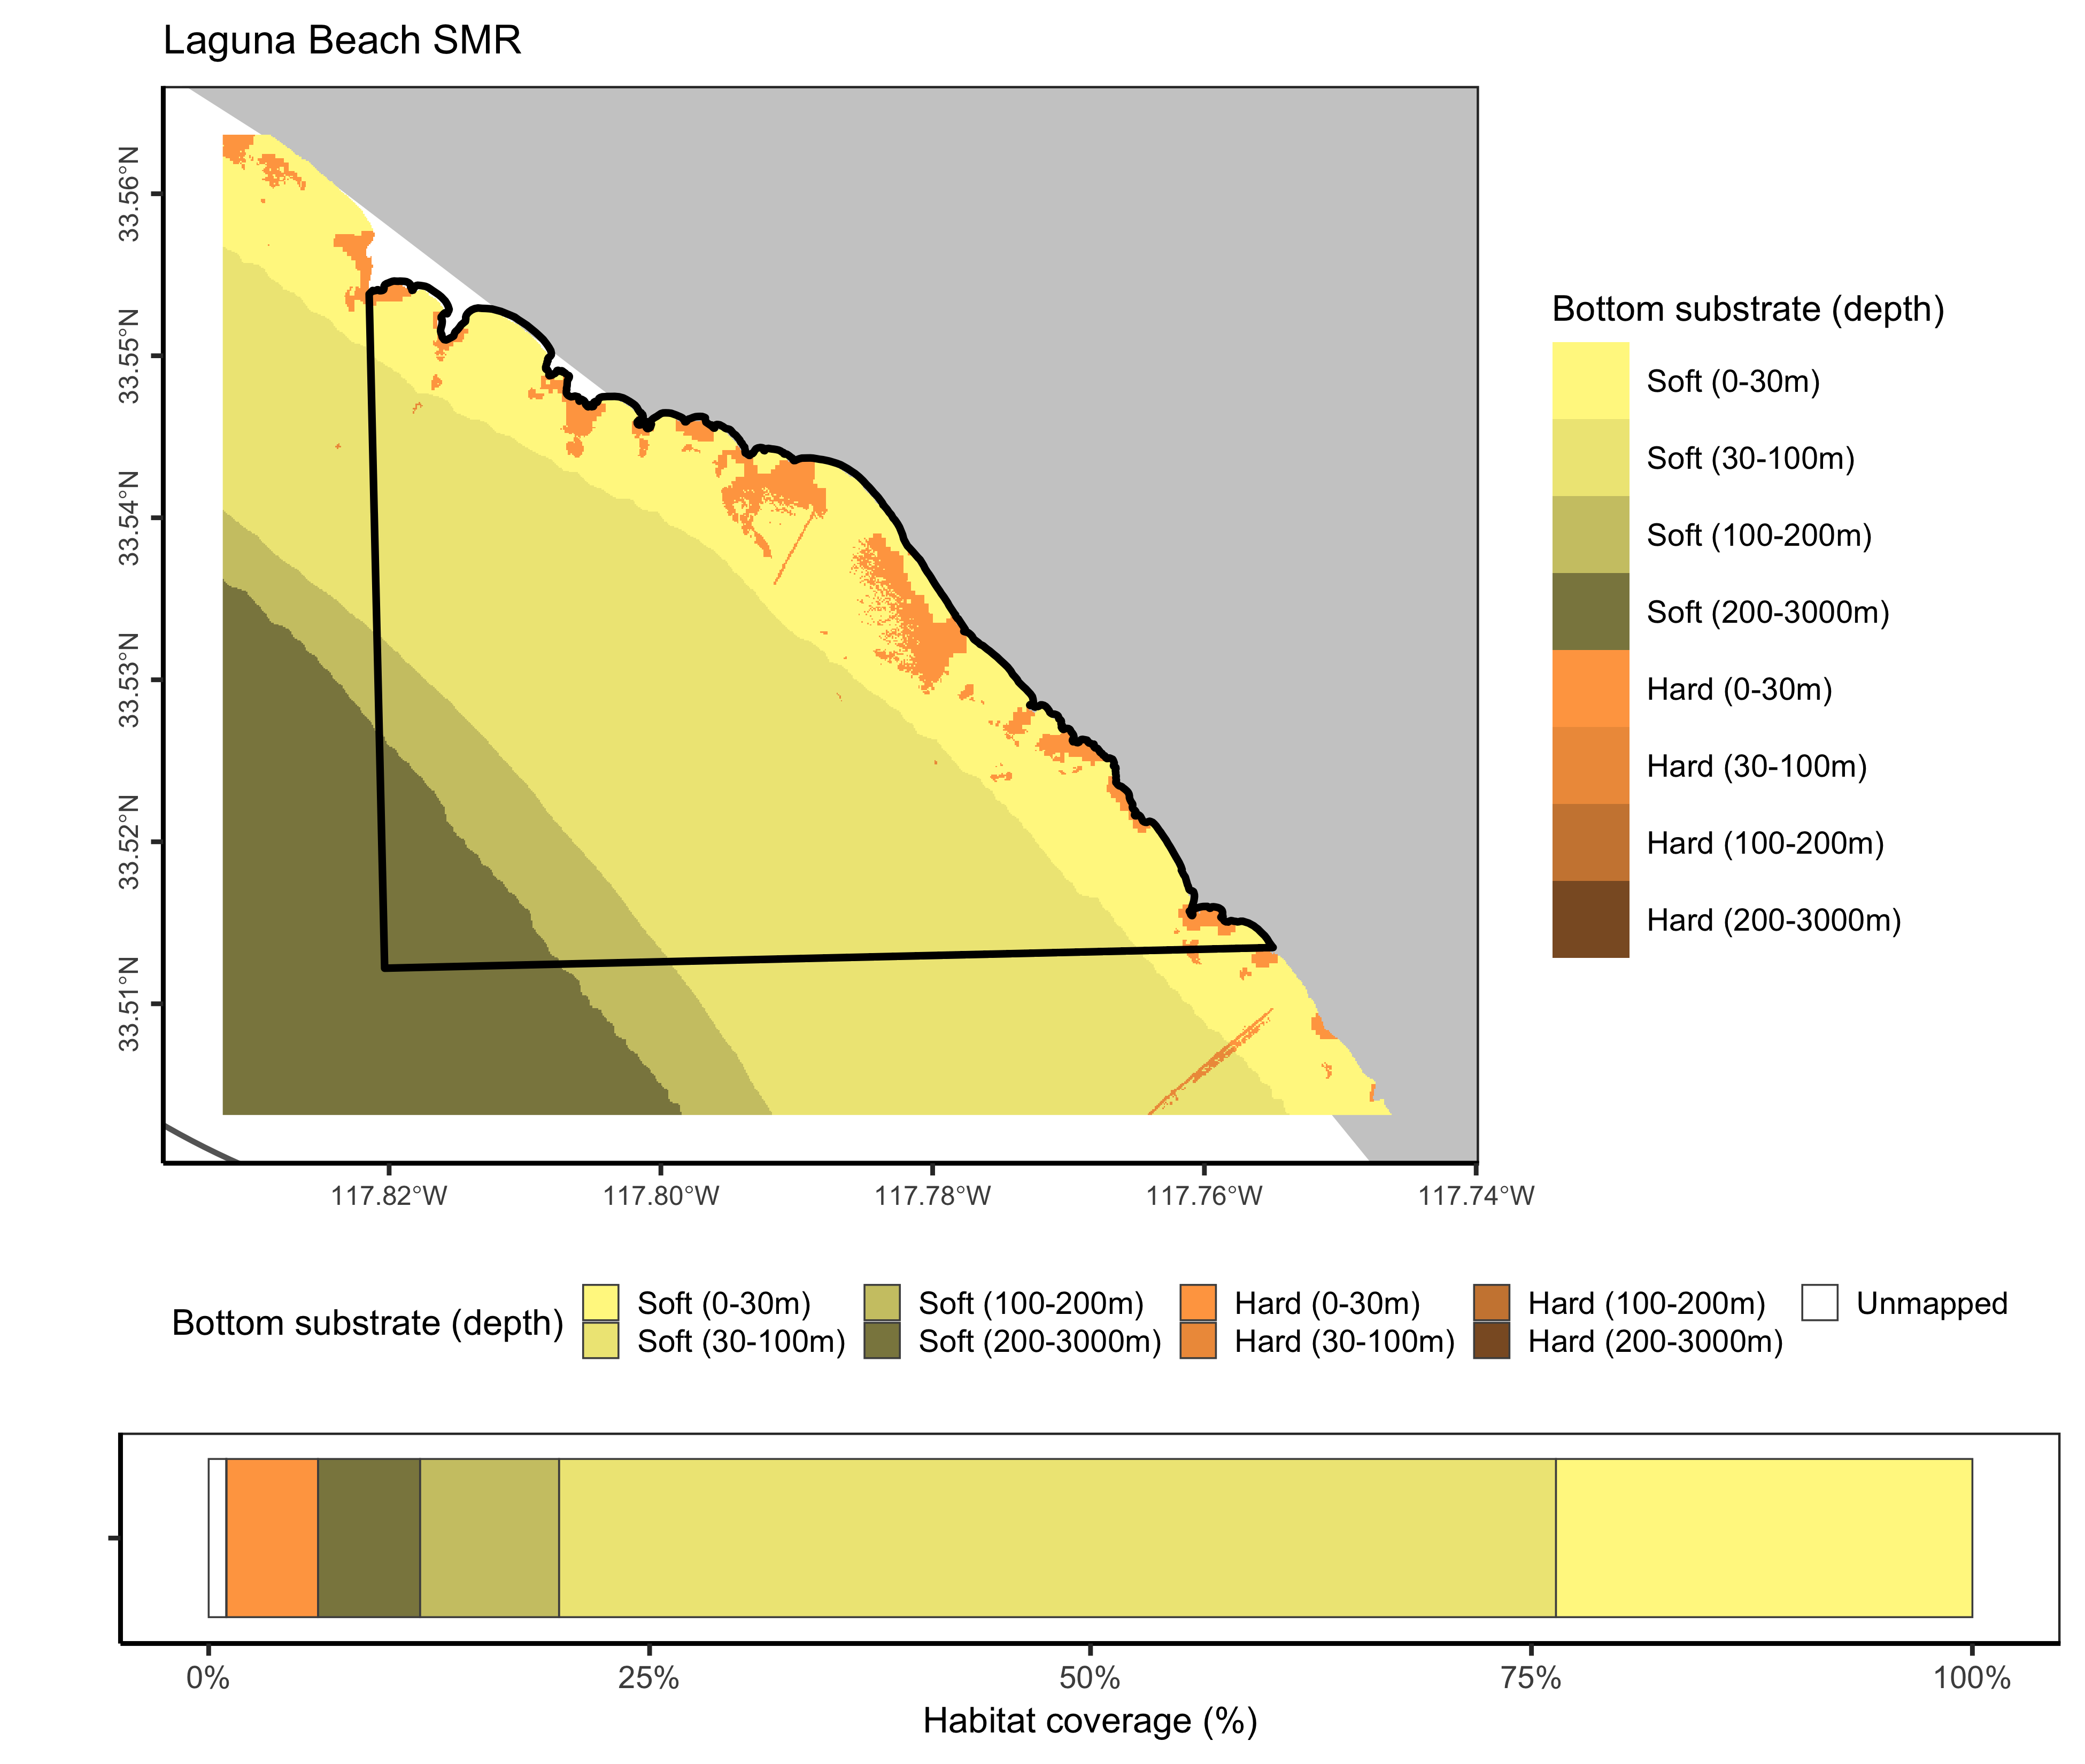 Laguna Beach SMR
33.56°N
33.55°N
33.54°N
33.53°N
33.52°N
33.51°N
117.82°W 117.80°W 117.78°W 117.76°W 117.74°W
Bottom substrate (depth)
Soft (0-30m)
Soft (30-100m)
Soft (100-200m)
Soft (200-3000m)
Hard (0-30m)
Hard (30-100m)
Hard (100-200m)
Hard (200-3000m)
Bottom substrate (depth)
Soft (0-30m) Soft (100-200m) Hard (0-30m) Hard (100-200m) Unmapped
Soft (30-100m) Soft (200-3000m) Hard (30-100m) Hard (200-3000m)
0% 25% 50% 75% 100%
Habitat coverage (%)